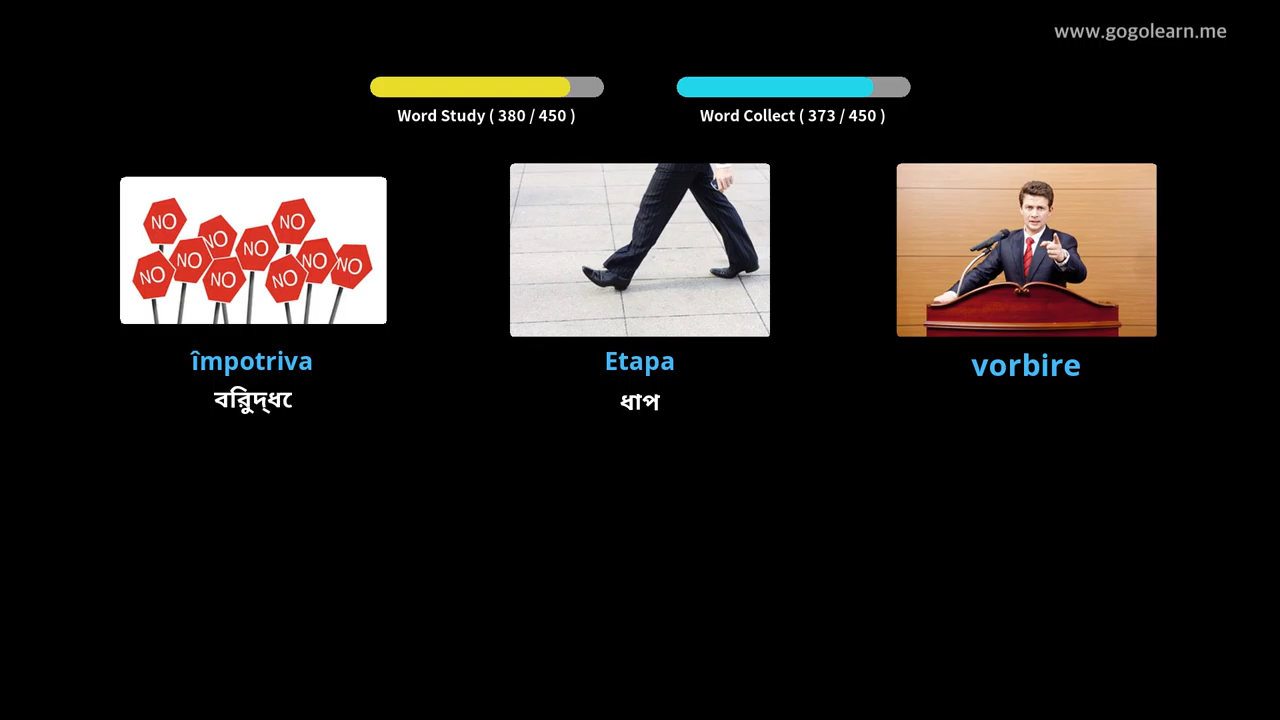 www.gogolearn.me
Word Study ( 380 / 450 )
Word Collect ( 373 / 450 )
NO
NO
NO
NO
NO
NO
NO
NO
NO
împotriva
Etapa
vorbire
বিরুদ্ধে
ধাপ